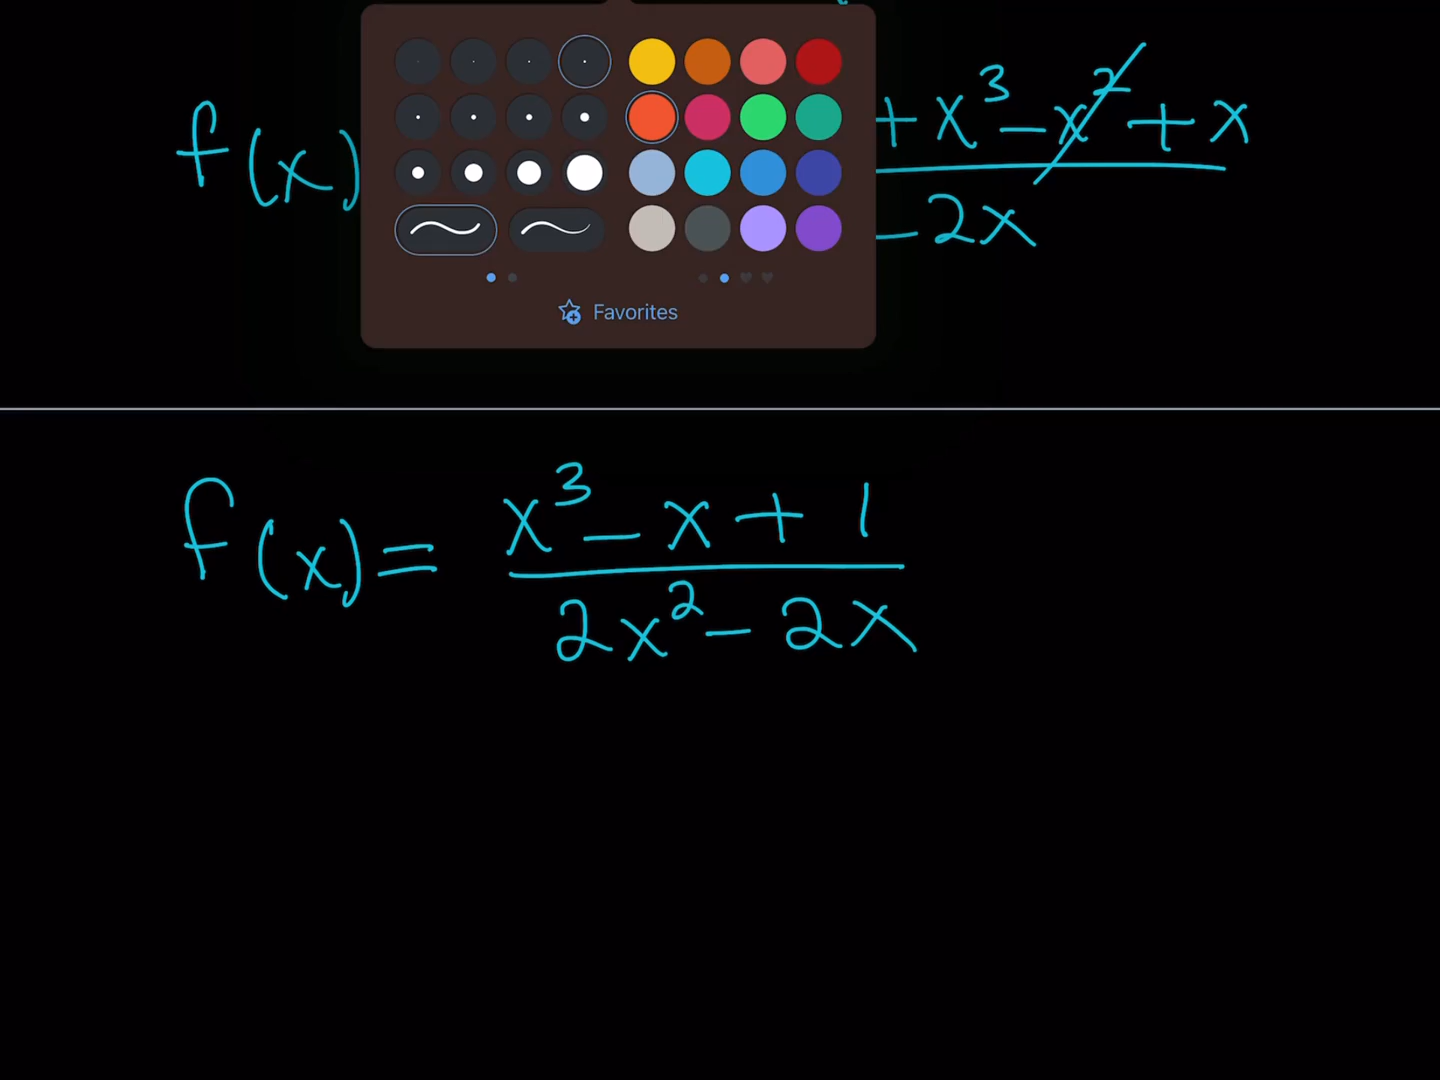 f(x) + x³ - x² + x
- 2x
Favorites
f(x) = x³ - x + 1
2x² - 2x